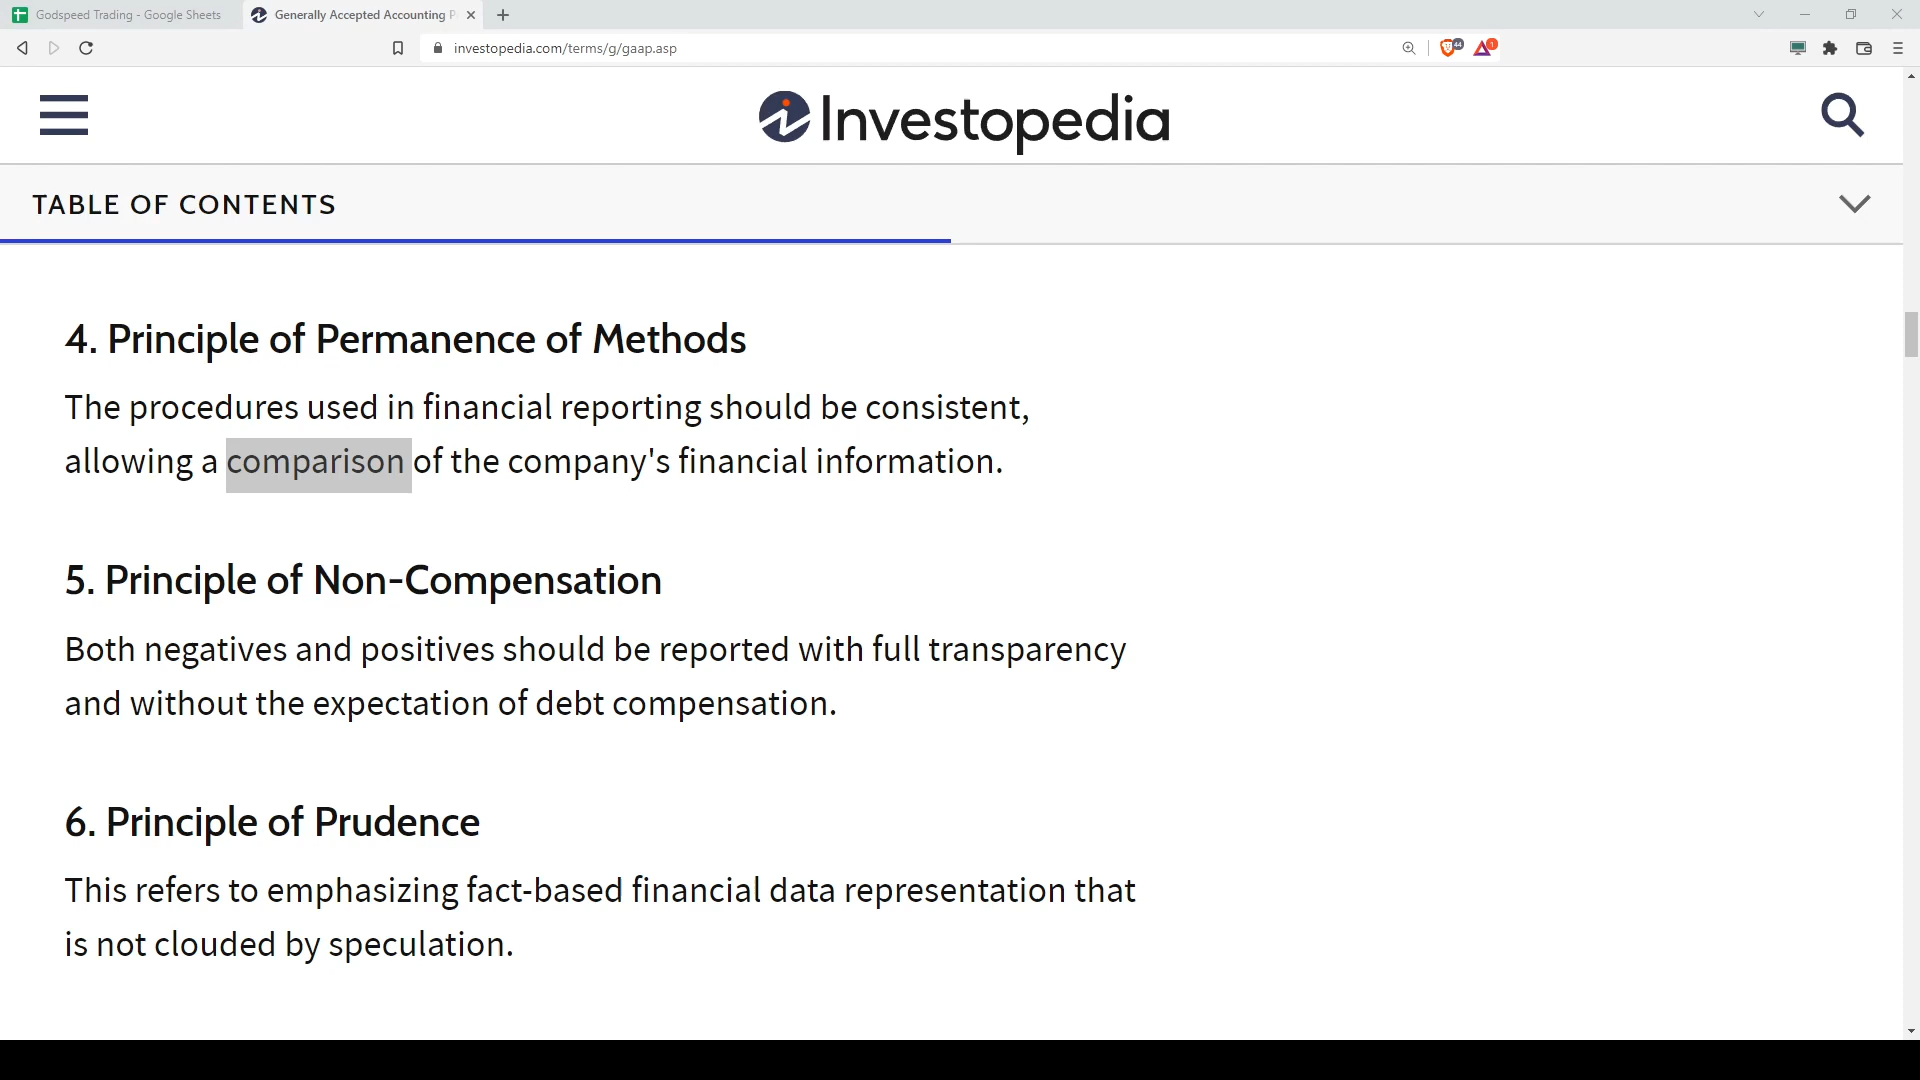 Godspeed Trading - Google Sheets
Generally Accepted Accounting P
investopedia.com/terms/g/gaap.asp
44
1
Investopedia
TABLE OF CONTENTS
4. Principle of Permanence of Methods
The procedures used in financial reporting should be consistent,
allowing a comparison of the company's financial information.
5. Principle of Non-Compensation
Both negatives and positives should be reported with full transparency
and without the expectation of debt compensation.
6. Principle of Prudence
This refers to emphasizing fact-based financial data representation that
is not clouded by speculation.